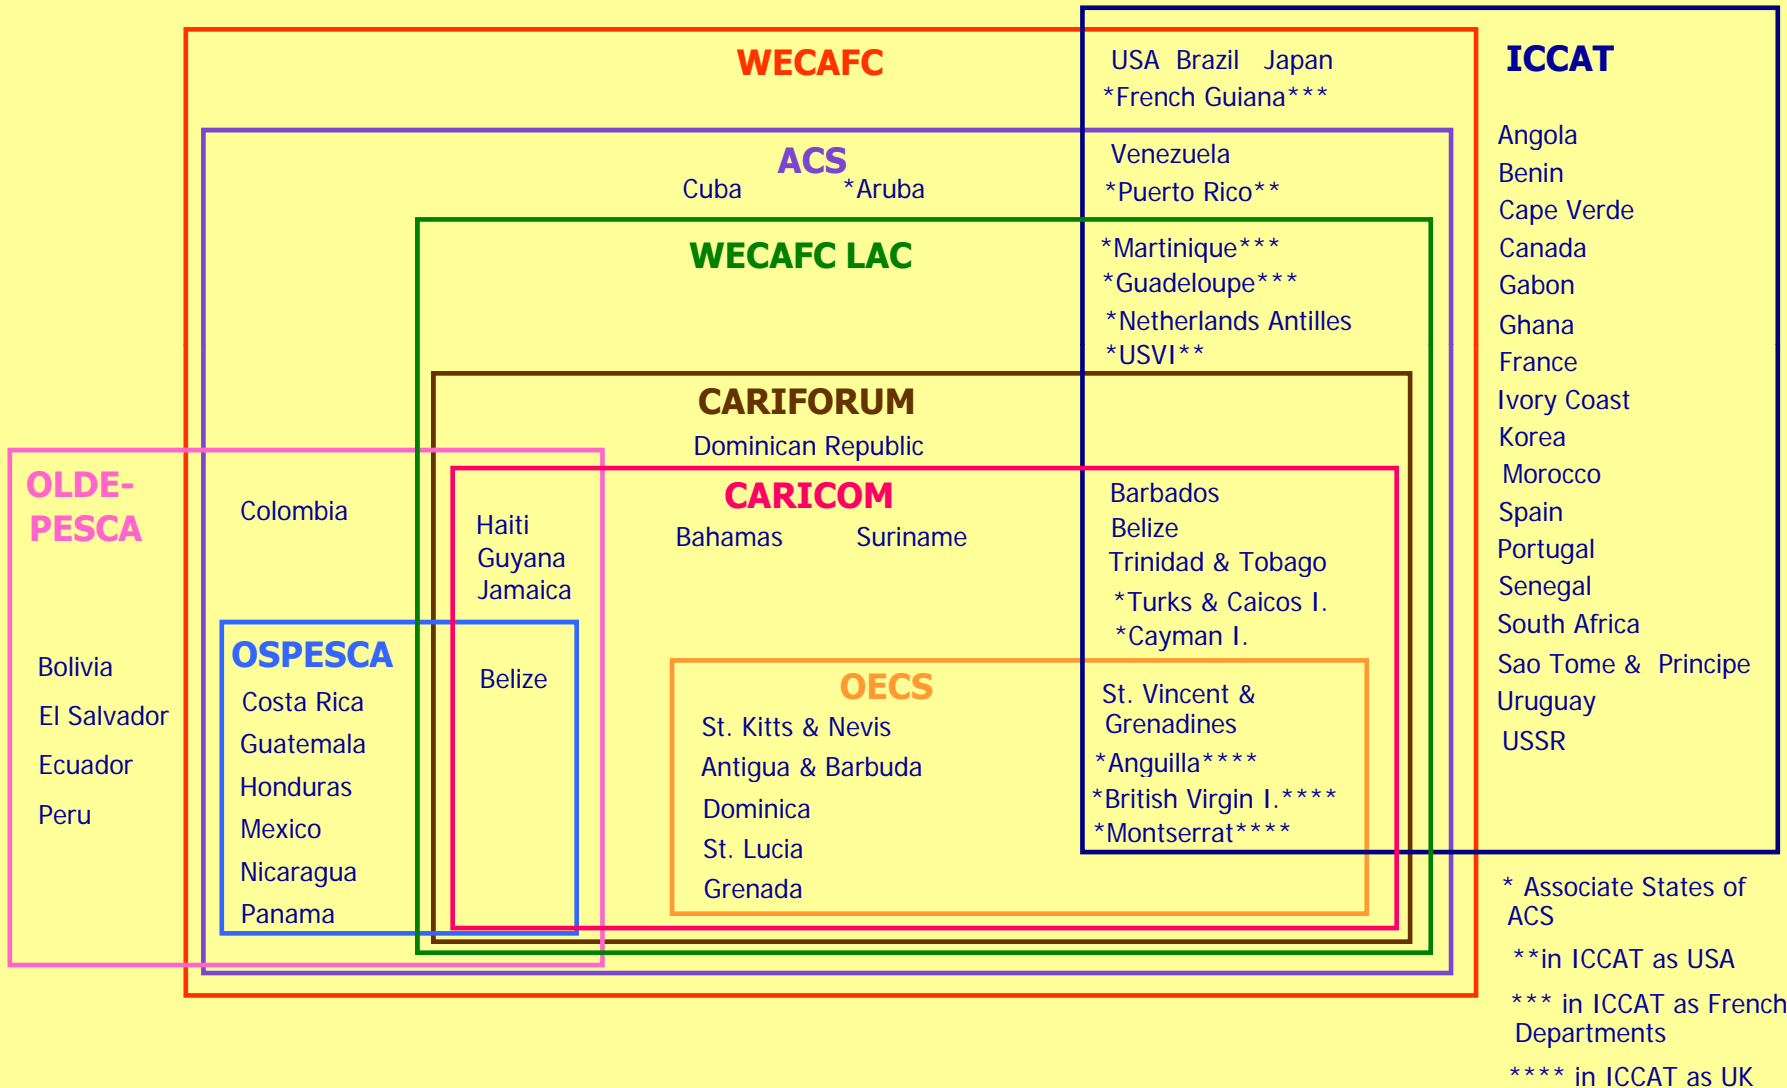 WECAFC
USA Brazil Japan
*French Guiana***
ICCAT
Angola
Benin
Cape Verde
Canada
Gabon
Ghana
France
Ivory Coast
Korea
Morocco
Spain
Portugal
Senegal
South Africa
Sao Tome & Principe
Uruguay
USSR
ACS
Cuba *Aruba
Venezuela
*Puerto Rico**
WECAFC LAC
*Martinique***
*Guadeloupe***
*Netherlands Antilles
*USVI**
CARIFORUM
Dominican Republic
OLDE-
PESCA
Colombia
Haiti
Guyana
Jamaica
CARICOM
Bahamas Suriname
Barbados
Belize
Trinidad & Tobago
*Turks & Caicos I.
*Cayman I.
Bolivia
El Salvador
Ecuador
Peru
OSPESCA
Costa Rica
Guatemala
Honduras
Mexico
Nicaragua
Panama
Belize
OECS
St. Kitts & Nevis
Antigua & Barbuda
Dominica
St. Lucia
Grenada
St. Vincent &
Grenadines
*Anguilla****
*British Virgin I.****
*Montserrat****
* Associate States of
ACS
**in ICCAT as USA
*** in ICCAT as French
Departments
**** in ICCAT as UK